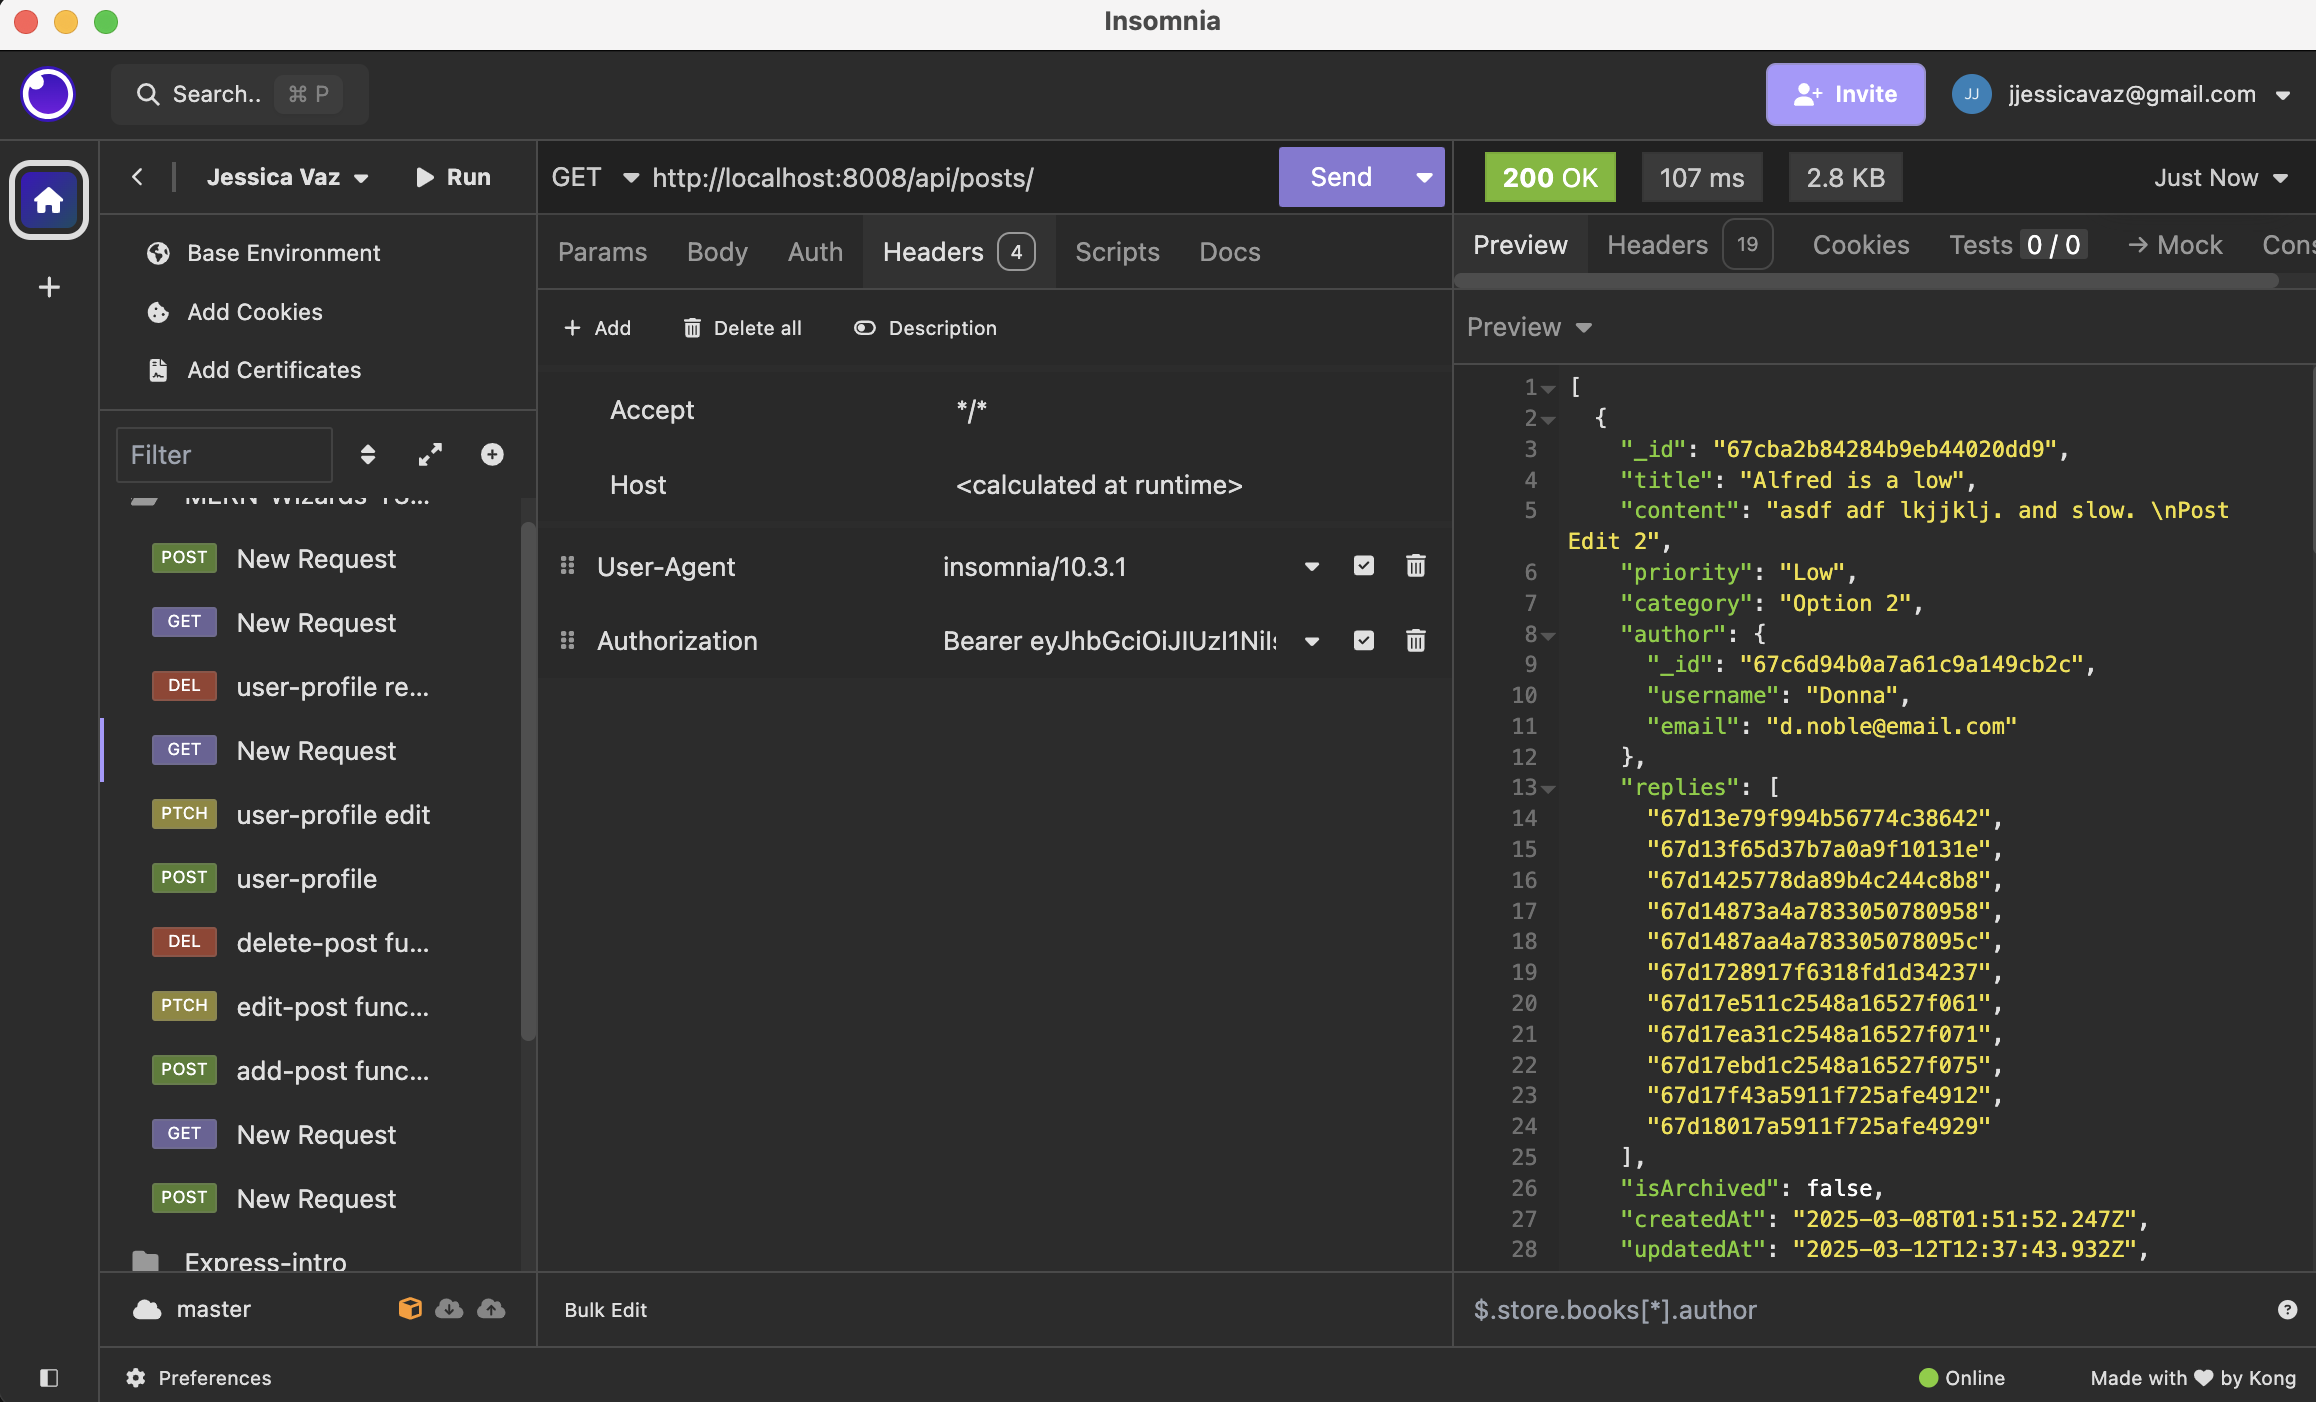 Insomnia
Search.. ⌘ P
Invite
JJ jjessicavaz@gmail.com
Jessica Vaz
Run
Base Environment
Add Cookies
Add Certificates
Filter
POST New Request
GET New Request
DEL user-profile re...
GET New Request
PTCH user-profile edit
POST user-profile
DEL delete-post fu...
PTCH edit-post func...
POST add-post func...
GET New Request
POST New Request
Express-intro
master
Preferences
GET http://localhost:8008/api/posts/ Send
Params Body Auth Headers 4 Scripts Docs
+ Add Delete all Description
Accept */*
Host <calculated at runtime>
User-Agent insomnia/10.3.1
Authorization Bearer eyJhbGciOiJIUzI1NiIs
Bulk Edit
200 OK 107 ms 2.8 KB Just Now
Preview Headers 19 Cookies Tests 0 / 0 → Mock Cons
Preview
1 [
2 {
3 "_id": "67cba2b84284b9eb44020dd9",
4 "title": "Alfred is a low",
5 "content": "asdf adf lkjjklj. and slow. \nPost
Edit 2",
6 "priority": "Low",
7 "category": "Option 2",
8 "author": {
9 "_id": "67c6d94b0a7a61c9a149cb2c",
10 "username": "Donna",
11 "email": "d.noble@email.com"
12 },
13 "replies": [
14 "67d13e79f994b56774c38642",
15 "67d13f65d37b7a0a9f10131e",
16 "67d1425778da89b4c244c8b8",
17 "67d14873a4a7833050780958",
18 "67d1487aa4a783305078095c",
19 "67d1728917f6318fd1d34237",
20 "67d17e511c2548a16527f061",
21 "67d17ea31c2548a16527f071",
22 "67d17ebd1c2548a16527f075",
23 "67d17f43a5911f725afe4912",
24 "67d18017a5911f725afe4929"
25 ],
26 "isArchived": false,
27 "createdAt": "2025-03-08T01:51:52.247Z",
28 "updatedAt": "2025-03-12T12:37:43.932Z",
$.store.books[*].author
Online
Made with ♥ by Kong